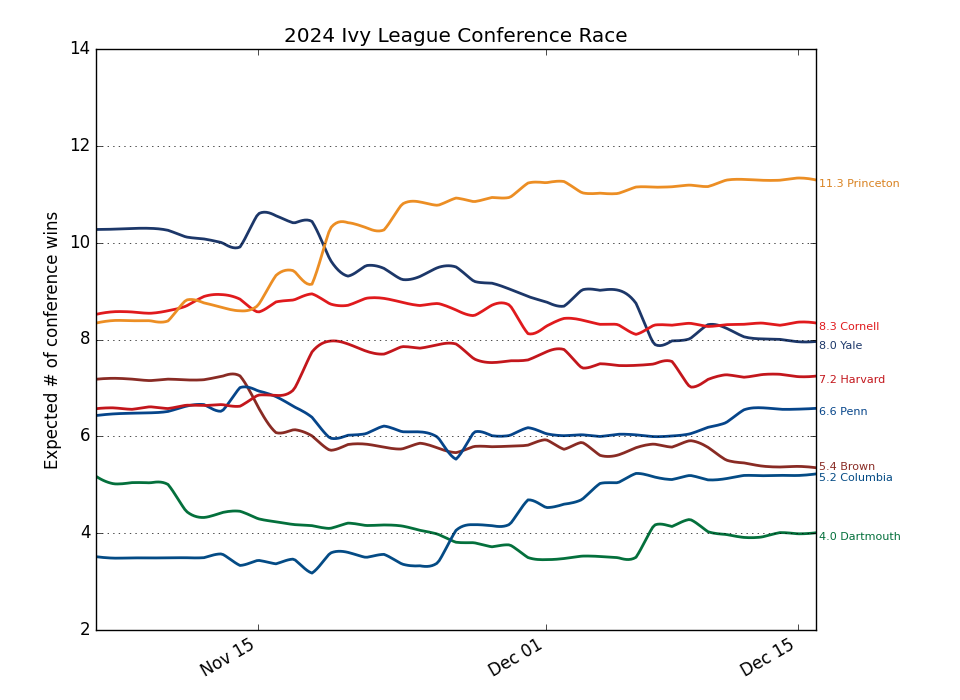 2024 Ivy League Conference Race
Expected # of conference wins
14
12
10
8
6
4
2
11.3 Princeton
8.3 Cornell
8.0 Yale
7.2 Harvard
6.6 Penn
5.4 Brown
5.2 Columbia
4.0 Dartmouth
Nov 15
Dec 01
Dec 15